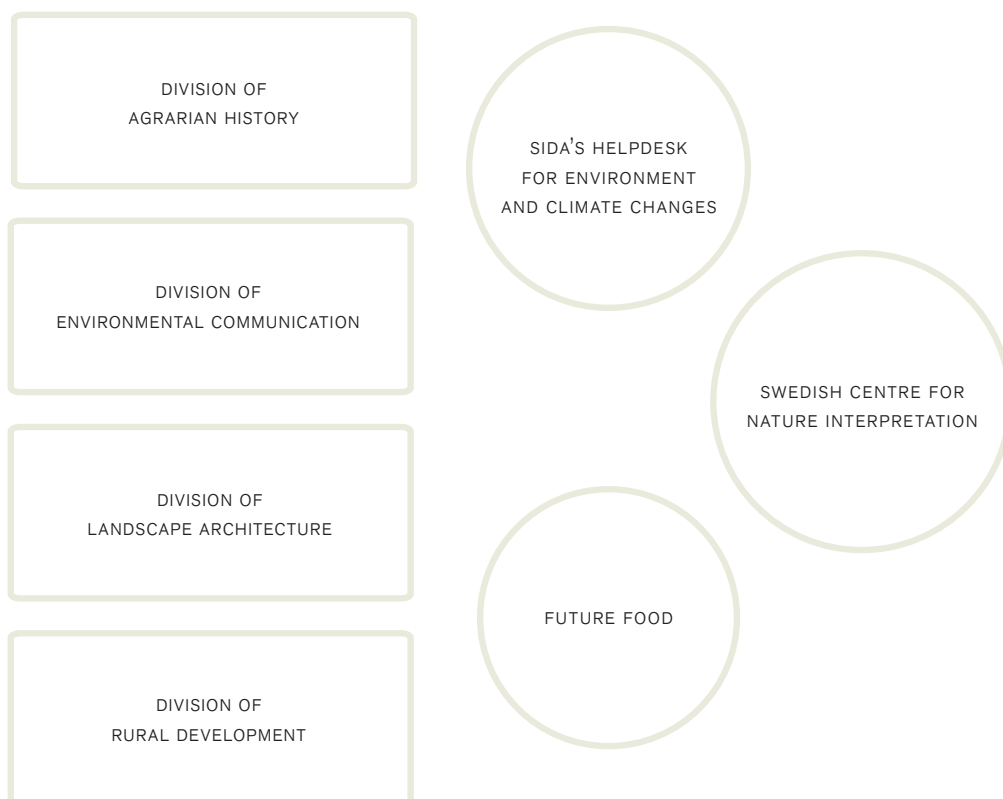 DIVISION OF
AGRARIAN HISTORY
DIVISION OF
ENVIRONMENTAL COMMUNICATION
DIVISION OF
LANDSCAPE ARCHITECTURE
DIVISION OF
RURAL DEVELOPMENT
SIDA'S HELPDESK
FOR ENVIRONMENT
AND CLIMATE CHANGES
SWEDISH CENTRE FOR
NATURE INTERPRETATION
FUTURE FOOD